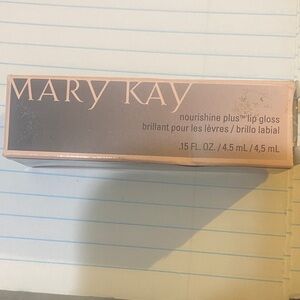 MARY KAY
nourishine plus™ lip gloss
brillant pour les lèvres / brillo labial
.15 FL. OZ. / 4.5 mL / 4,5 mL